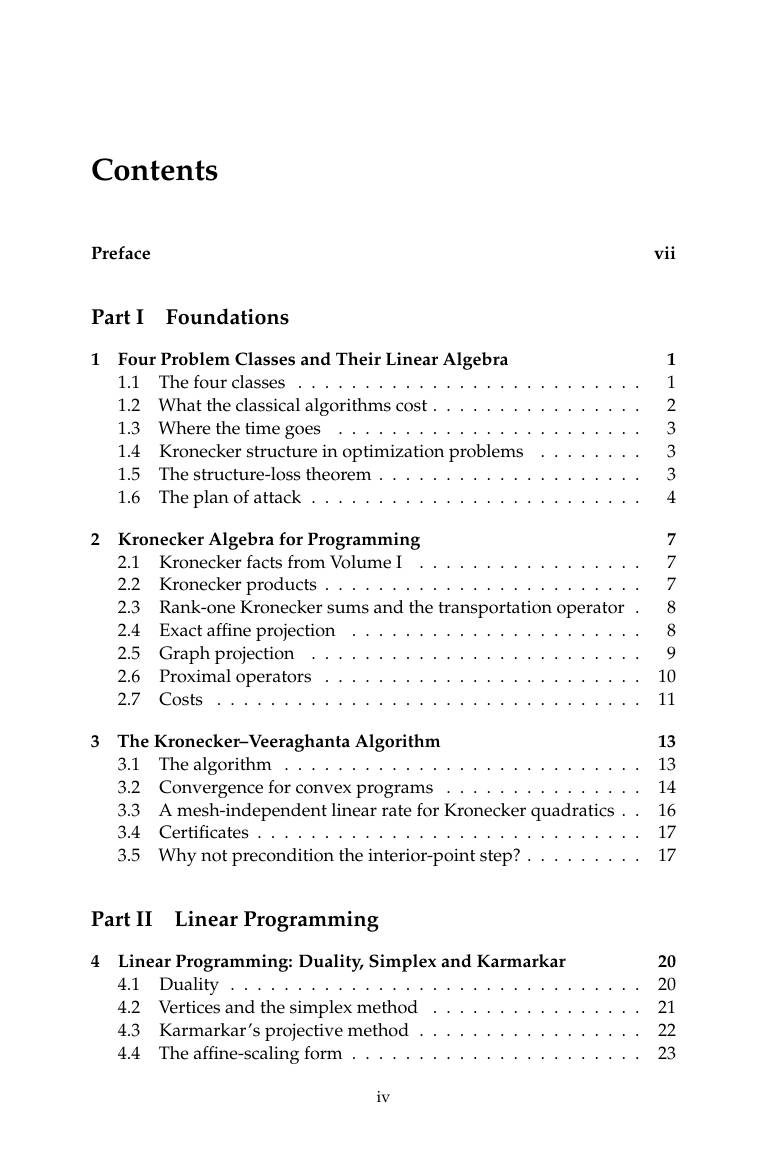 Contents
Preface vii
Part I Foundations
1 Four Problem Classes and Their Linear Algebra 1
1.1 The four classes . . . . . . . . . . . . . . . . . . . . . . . . . . 1
1.2 What the classical algorithms cost . . . . . . . . . . . . . . . . 2
1.3 Where the time goes . . . . . . . . . . . . . . . . . . . . . . . 3
1.4 Kronecker structure in optimization problems . . . . . . . . 3
1.5 The structure-loss theorem . . . . . . . . . . . . . . . . . . . . 3
1.6 The plan of attack . . . . . . . . . . . . . . . . . . . . . . . . . 4
2 Kronecker Algebra for Programming 7
2.1 Kronecker facts from Volume I . . . . . . . . . . . . . . . . . 7
2.2 Kronecker products . . . . . . . . . . . . . . . . . . . . . . . . 7
2.3 Rank-one Kronecker sums and the transportation operator . 8
2.4 Exact affine projection . . . . . . . . . . . . . . . . . . . . . . 8
2.5 Graph projection . . . . . . . . . . . . . . . . . . . . . . . . . 9
2.6 Proximal operators . . . . . . . . . . . . . . . . . . . . . . . . 10
2.7 Costs . . . . . . . . . . . . . . . . . . . . . . . . . . . . . . . . 11
3 The Kronecker–Veeraghanta Algorithm 13
3.1 The algorithm . . . . . . . . . . . . . . . . . . . . . . . . . . . 13
3.2 Convergence for convex programs . . . . . . . . . . . . . . . 14
3.3 A mesh-independent linear rate for Kronecker quadratics . . 16
3.4 Certificates . . . . . . . . . . . . . . . . . . . . . . . . . . . . . 17
3.5 Why not precondition the interior-point step? . . . . . . . . . 17
Part II Linear Programming
4 Linear Programming: Duality, Simplex and Karmarkar 20
4.1 Duality . . . . . . . . . . . . . . . . . . . . . . . . . . . . . . . 20
4.2 Vertices and the simplex method . . . . . . . . . . . . . . . . 21
4.3 Karmarkar's projective method . . . . . . . . . . . . . . . . . 22
4.4 The affine-scaling form . . . . . . . . . . . . . . . . . . . . . . 23
iv